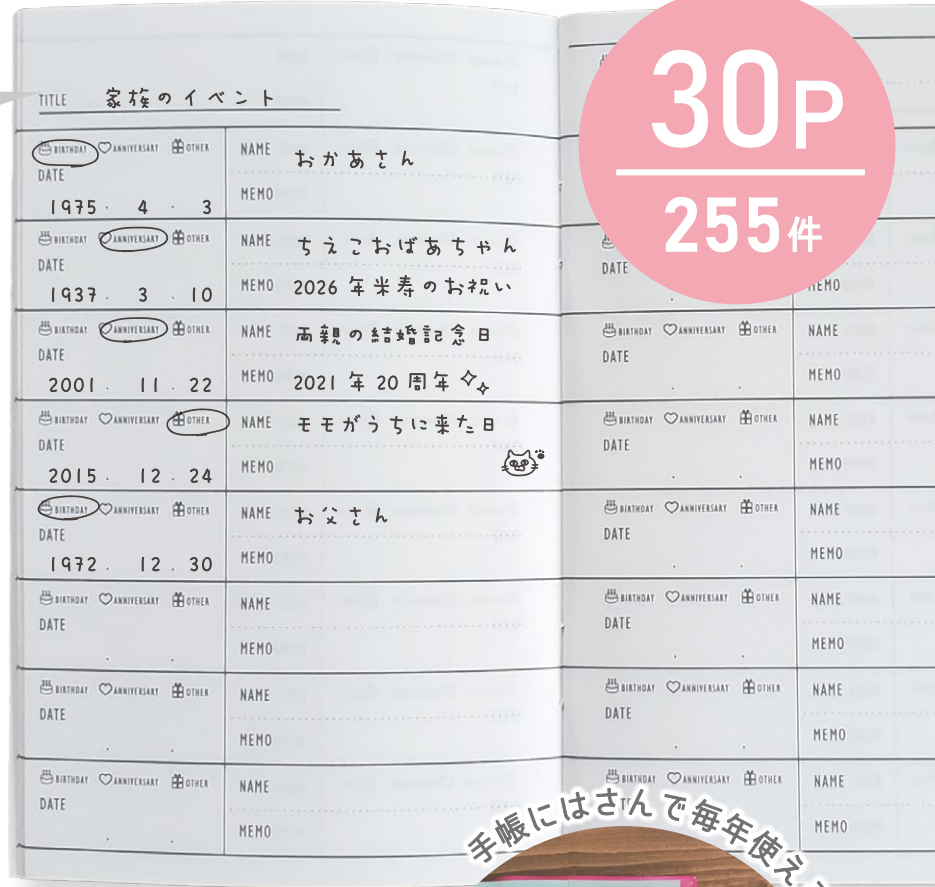 30P
255件
TITLE 家族のイベント
BIRTHDAY ANNIVERSARY OTHER NAME おかあさん
DATE
1975 . 4 . 3 MEMO
BIRTHDAY ANNIVERSARY OTHER NAME ちえこおばあちゃん
DATE
1937 . 3 . 10 MEMO 2026年米寿のお祝い
BIRTHDAY ANNIVERSARY OTHER NAME 両親の結婚記念日
DATE
2001 . 11 . 22 MEMO 2021年20周年
BIRTHDAY ANNIVERSARY OTHER NAME モモがうちに来た日
DATE
2015 . 12 . 24 MEMO
BIRTHDAY ANNIVERSARY OTHER NAME お父さん
DATE
1972 . 12 . 30 MEMO
BIRTHDAY ANNIVERSARY OTHER NAME
DATE
. . MEMO
BIRTHDAY ANNIVERSARY OTHER NAME
DATE
. . MEMO
BIRTHDAY ANNIVERSARY OTHER NAME
DATE
. . MEMO
DATE
MEMO
BIRTHDAY ANNIVERSARY OTHER NAME
DATE
. . MEMO
BIRTHDAY ANNIVERSARY OTHER NAME
DATE
. . MEMO
BIRTHDAY ANNIVERSARY OTHER NAME
DATE
. . MEMO
BIRTHDAY ANNIVERSARY OTHER NAME
DATE
. . MEMO
BIRTHDAY ANNIVERSARY OTHER NAME
DATE
. . MEMO
BIRTHDAY ANNIVERSARY OTHER NAME
MEMO
手帳にはさんで毎年使え